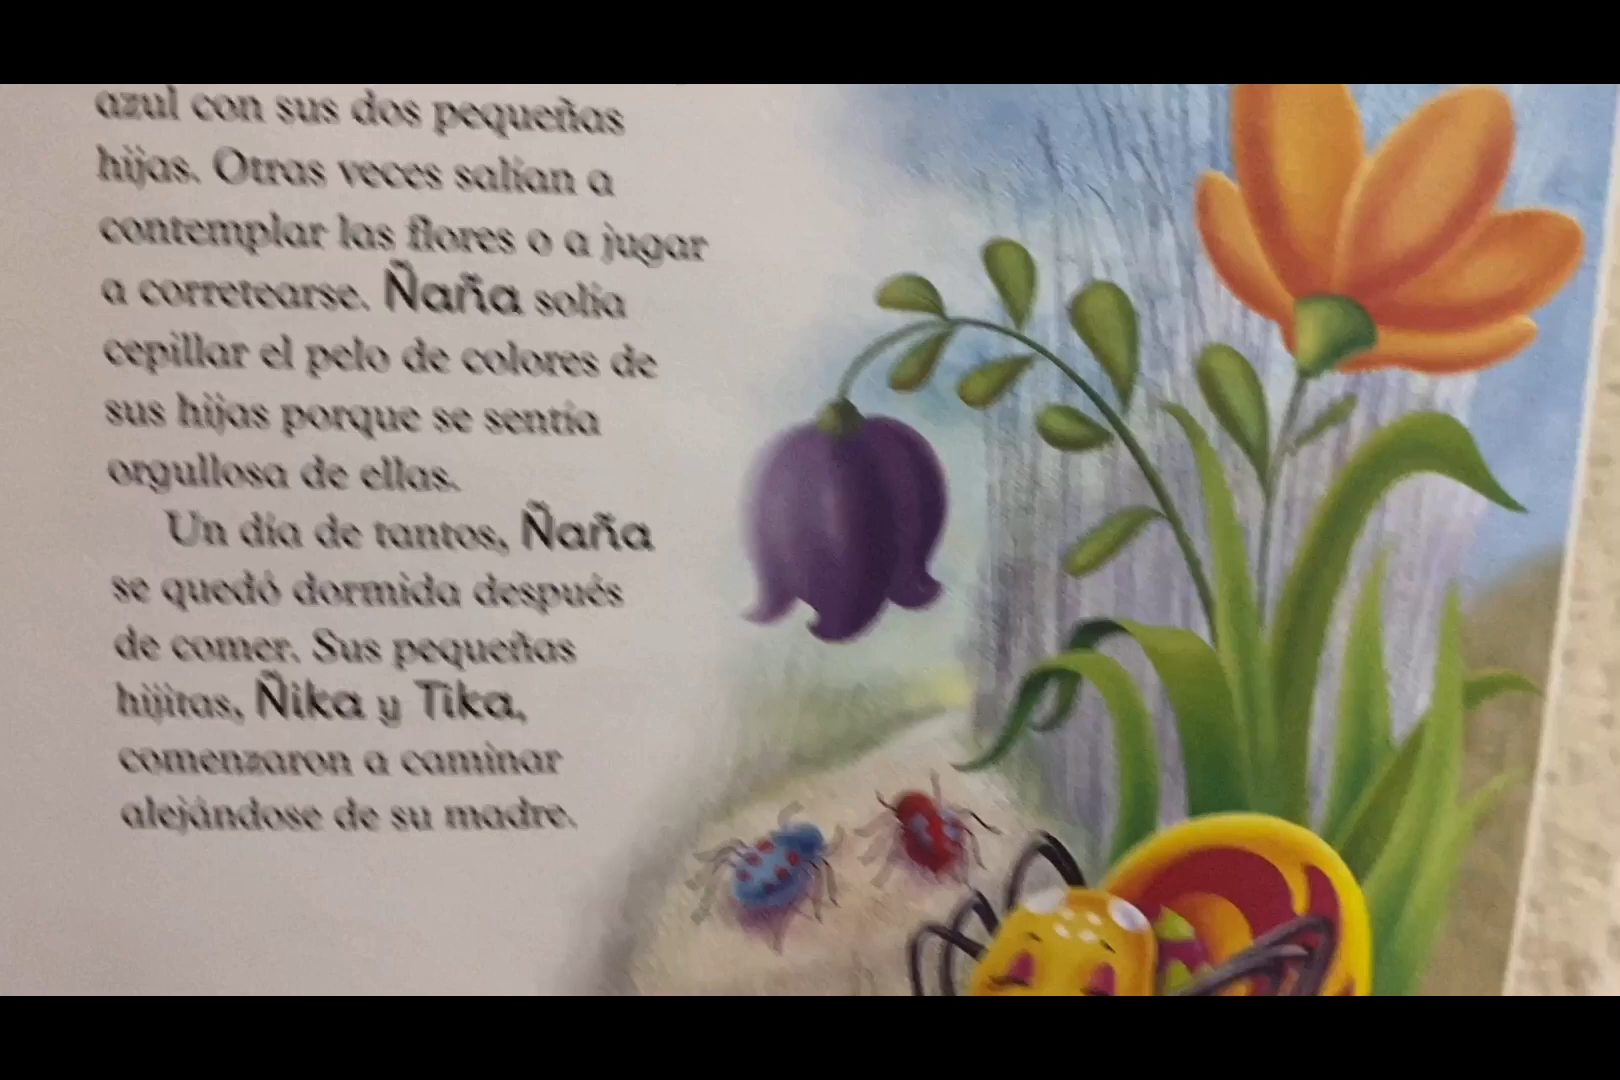 azul con sus dos pequeñas
hijas. Otras veces salían a
contemplar las flores o a jugar
a corretearse. Ñaña solía
cepillar el pelo de colores de
sus hijas porque se sentía
orgullosa de ellas.
Un día de tantos, Ñaña
se quedó dormida después
de comer. Sus pequeñas
hijitas, Ñika y Tika,
comenzaron a caminar
alejándose de su madre.